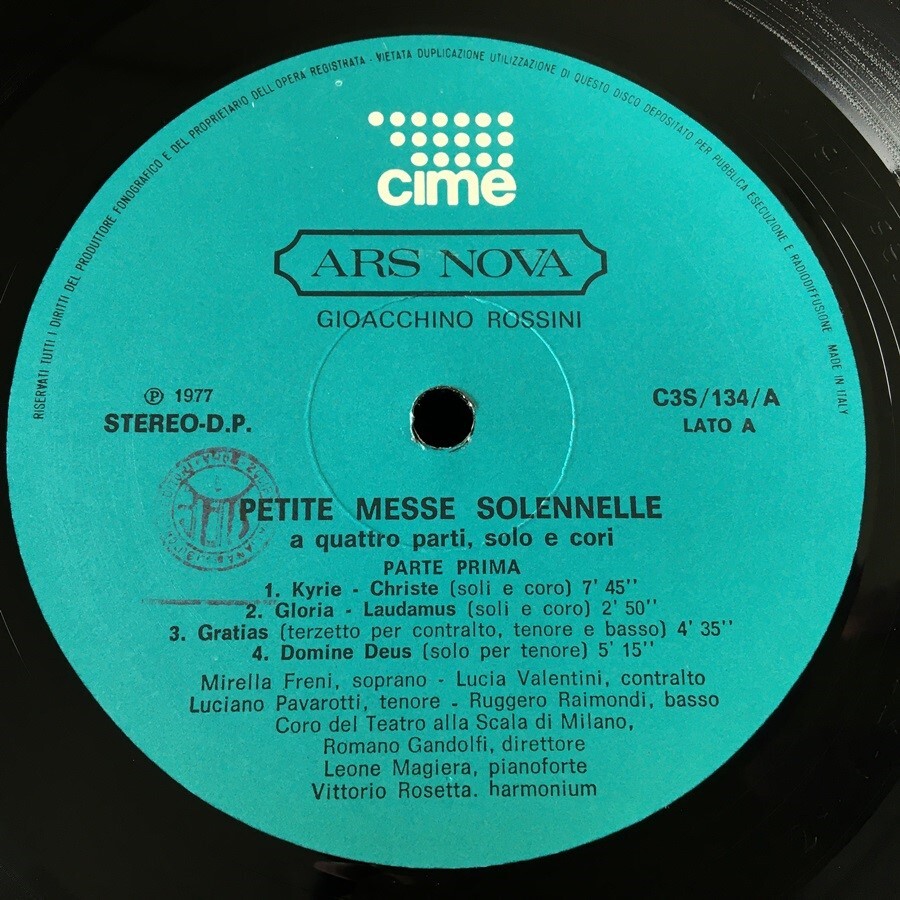 RISERVATI TUTTI I DIRITTI DEL PRODUTTORE FONOGRAFICO E DEL PROPRIETARIO DELL'OPERA REGISTRATA - VIETATA DUPLICAZIONE UTILIZZAZIONE DI QUESTO DISCO DEPOSITATO PER PUBBLICA ESECUZIONE E RADIODIFFUSIONE MADE IN ITALY
cime
ARS NOVA
GIOACCHINO ROSSINI
℗ 1977
STEREO-D.P.
C3S/134/A
LATO A
PETITE MESSE SOLENNELLE
a quattro parti, solo e cori
PARTE PRIMA
1. Kyrie - Christe (soli e coro) 7' 45''
2. Gloria - Laudamus (soli e coro) 2' 50''
3. Gratias (terzetto per contralto, tenore e basso) 4' 35''
4. Domine Deus (solo per tenore) 5' 15''
Mirella Freni, soprano - Lucia Valentini, contralto
Luciano Pavarotti, tenore - Ruggero Raimondi, basso
Coro del Teatro alla Scala di Milano,
Romano Gandolfi, direttore
Leone Magiera, pianoforte
Vittorio Rosetta. harmonium